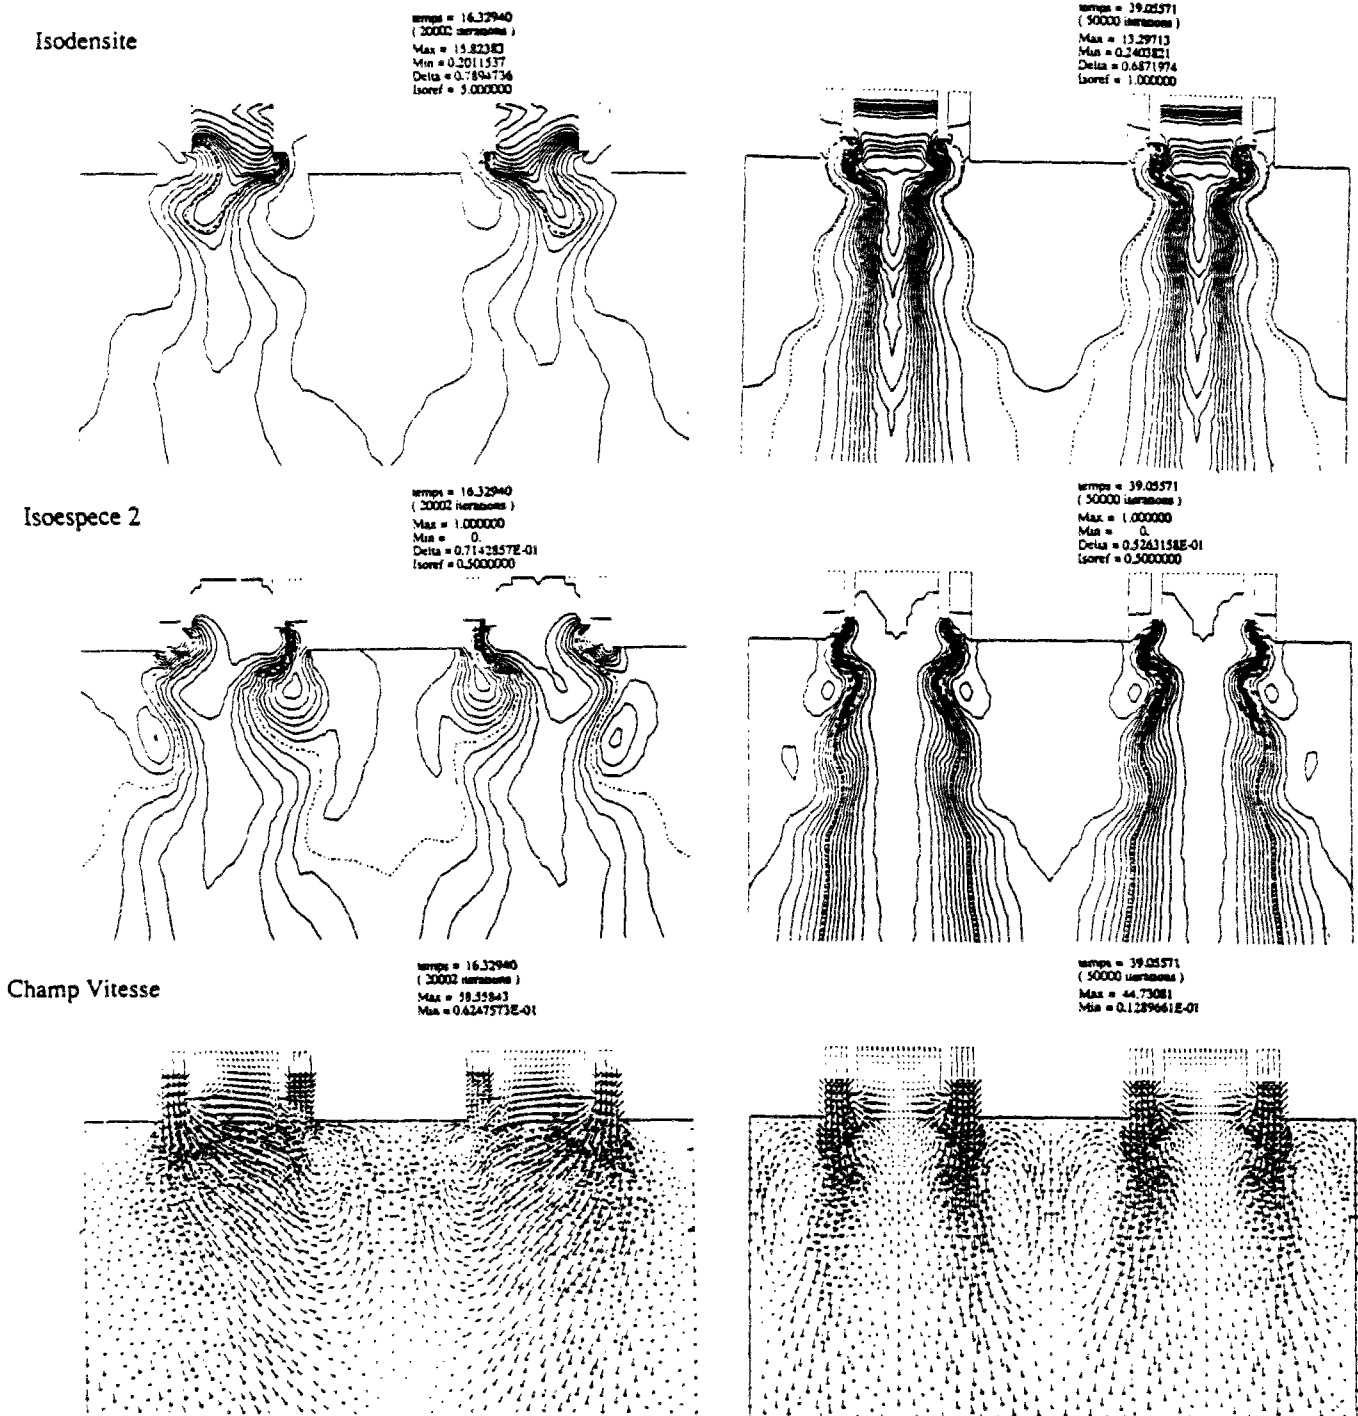 Isodensite
temps = 16.32940
( 20002 iterations )
Max = 15.82383
Min = 0.2011537
Delta = 0.7894736
Isoref = 5.000000
temps = 39.05571
( 50000 iterations )
Max = 13.29713
Min = 0.2403821
Delta = 0.6871974
Isoref = 1.000000
Isoespece 2
temps = 16.32940
( 20002 iterations )
Max = 1.000000
Min = 0.
Delta = 0.7142857E-01
Isoref = 0.5000000
temps = 39.05571
( 50000 iterations )
Max = 1.000000
Min = 0.
Delta = 0.5263158E-01
Isoref = 0.5000000
Champ Vitesse
temps = 16.32940
( 20002 iterations )
Max = 58.55843
Min = 0.6247573E-01
temps = 39.05571
( 50000 iterations )
Max = 44.73081
Min = 0.1289661E-01